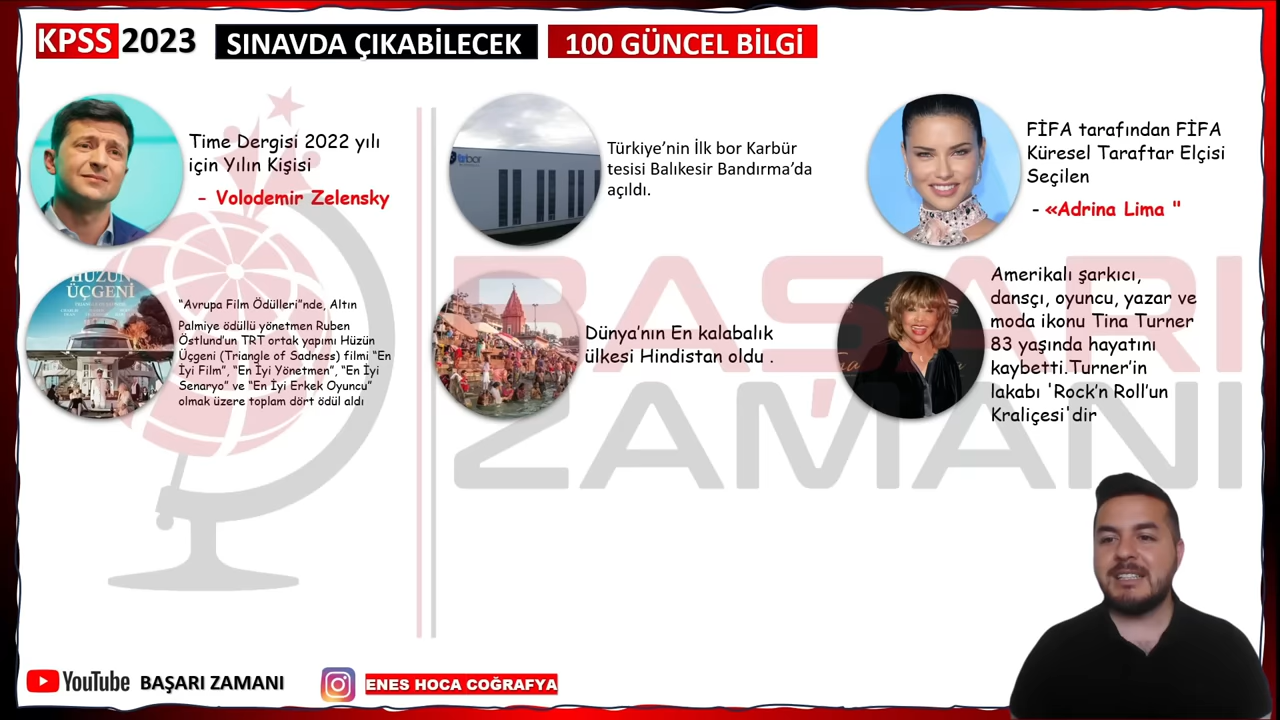 KPSS 2023 SINAVDA ÇIKABİLECEK 100 GÜNCEL BİLGİ
Time Dergisi 2022 yılı
için Yılın Kişisi
- Volodemir Zelensky
Türkiye’nin İlk bor Karbür
tesisi Balıkesir Bandırma’da
açıldı.
bor
FİFA tarafından FİFA
Küresel Taraftar Elçisi
Seçilen
- «Adrina Lima "
HÜZÜN
ÜÇGENİ
“Avrupa Film Ödülleri”nde, Altın
Palmiye ödüllü yönetmen Ruben
Östlund’un TRT ortak yapımı Hüzün
Üçgeni (Triangle of Sadness) filmi “En
İyi Film”, “En İyi Yönetmen”, “En İyi
Senaryo” ve “En İyi Erkek Oyuncu”
olmak üzere toplam dört ödül aldı
Dünya’nın En kalabalık
ülkesi Hindistan oldu .
Amerikalı şarkıcı,
dansçı, oyuncu, yazar ve
moda ikonu Tina Turner
83 yaşında hayatını
kaybetti.Turner’in
lakabı 'Rock’n Roll’un
Kraliçesi'dir
BAŞARI
ZAMANI
YouTube BAŞARI ZAMANI
ENES HOCA COĞRAFYA